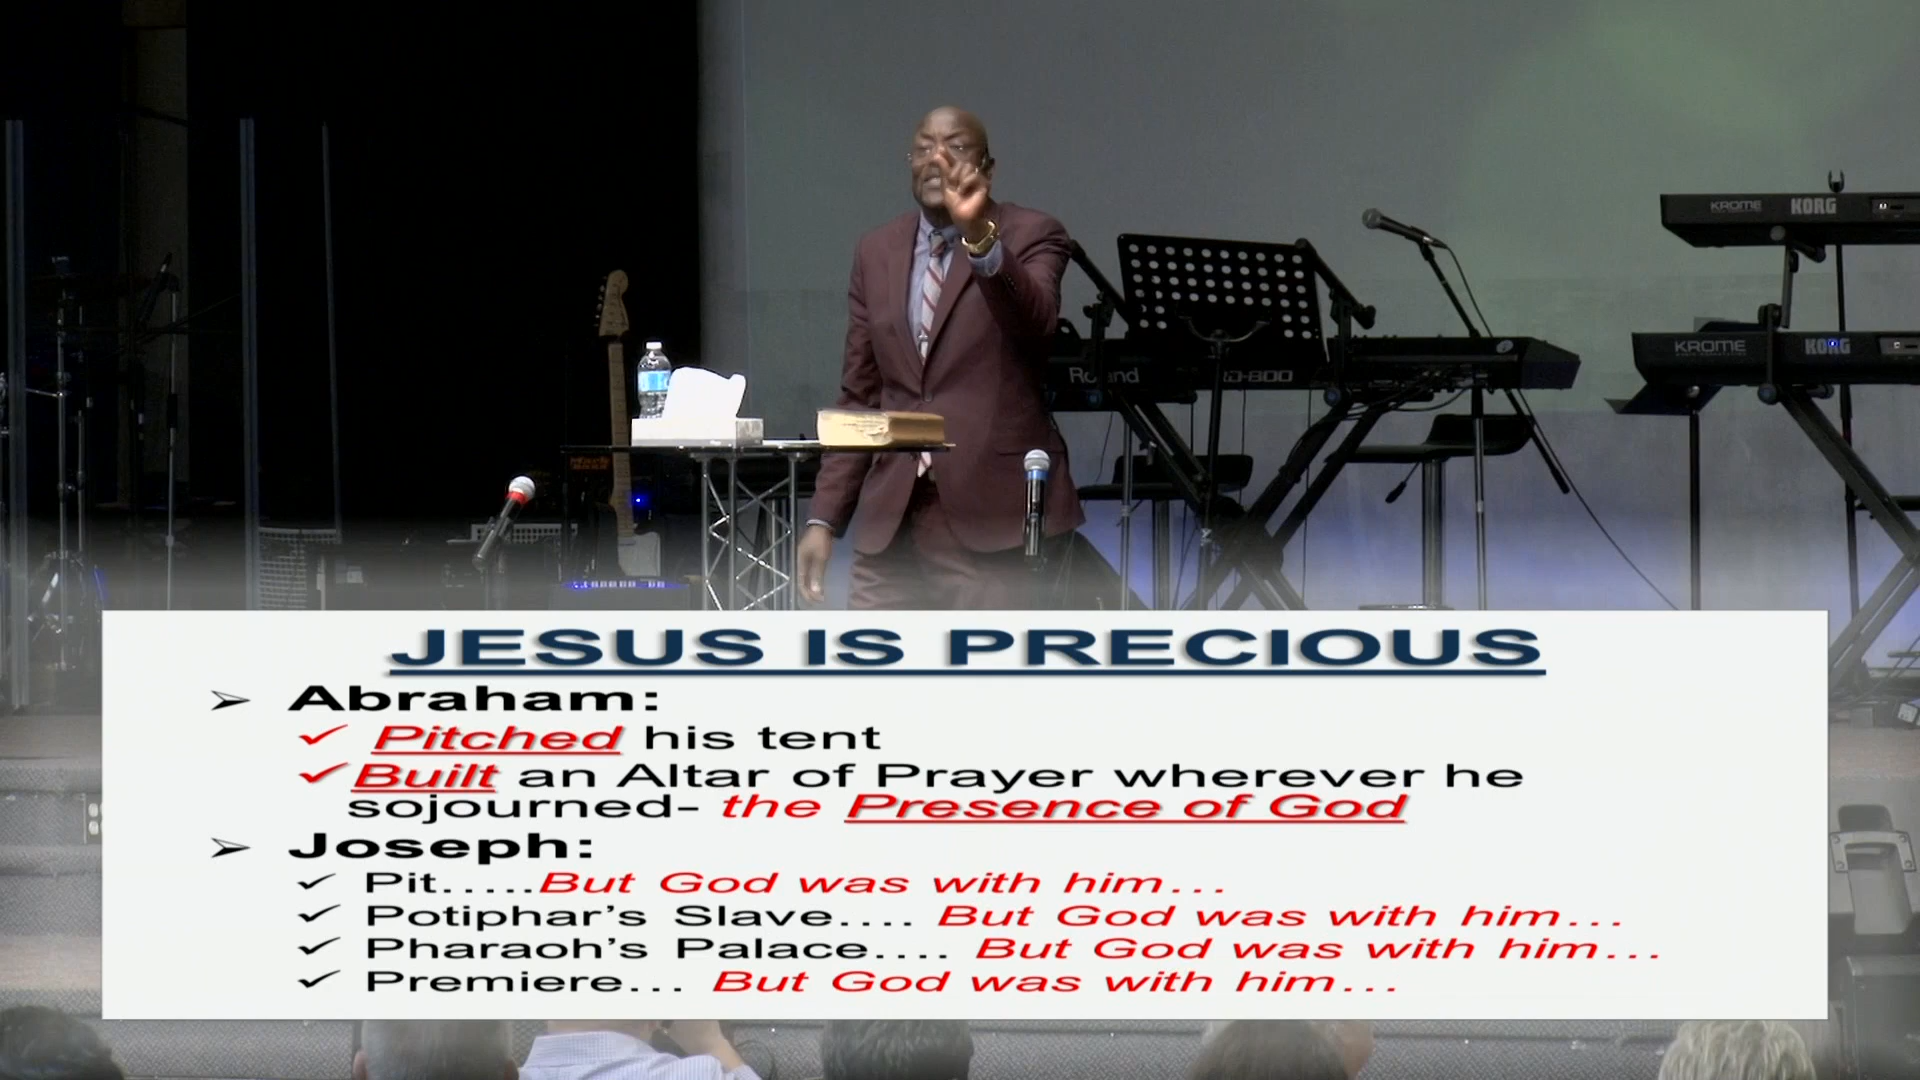 KROME KORG
KROME KORG
Roland RD-800
JESUS IS PRECIOUS
➢ Abraham:
✓ Pitched his tent
✓ Built an Altar of Prayer wherever he
sojourned- the Presence of God
➢ Joseph:
✓ Pit.....But God was with him...
✓ Potiphar's Slave.... But God was with him...
✓ Pharaoh's Palace.... But God was with him...
✓ Premiere... But God was with him...